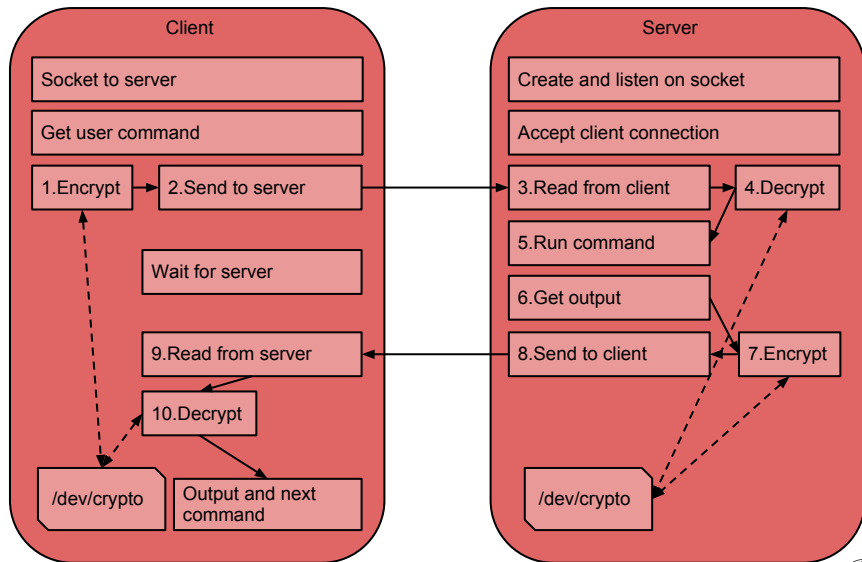 Client
Socket to server
Get user command
1.Encrypt
2.Send to server
Wait for server
9.Read from server
10.Decrypt
/dev/crypto
Output and next
command
Server
Create and listen on socket
Accept client connection
3.Read from client
4.Decrypt
5.Run command
6.Get output
8.Send to client
7.Encrypt
/dev/crypto